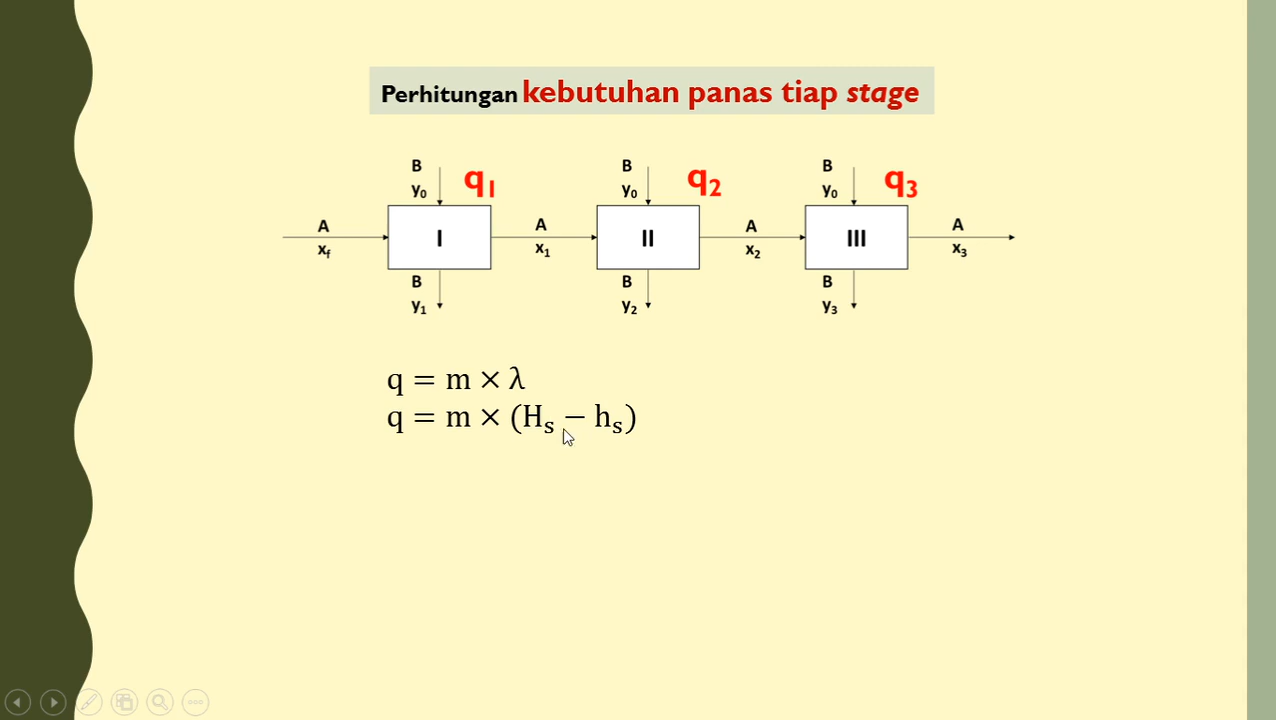 Perhitungan kebutuhan panas tiap stage
B B B
y₀ q₁ y₀ q₂ y₀ q₃
A I A II A III A
x_f x₁ x₂ x₃
B B B
y₁ y₂ y₃
q = m × λ
q = m × (H_s − h_s)